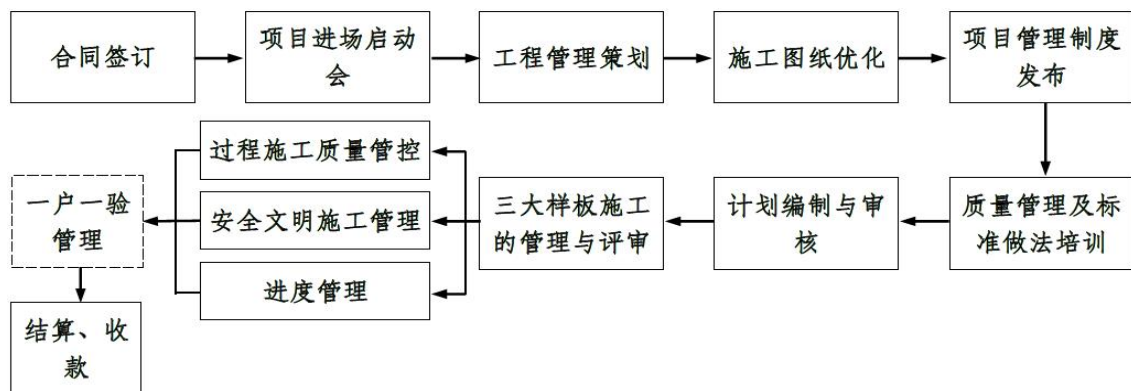 合同签订
项目进场启动
会
工程管理策划
施工图纸优化
项目管理制度
发布
质量管理及标
准做法培训
计划编制与审
核
三大样板施工
的管理与评审
过程施工质量管控
安全文明施工管理
进度管理
一户一验
管理
结算、收
款